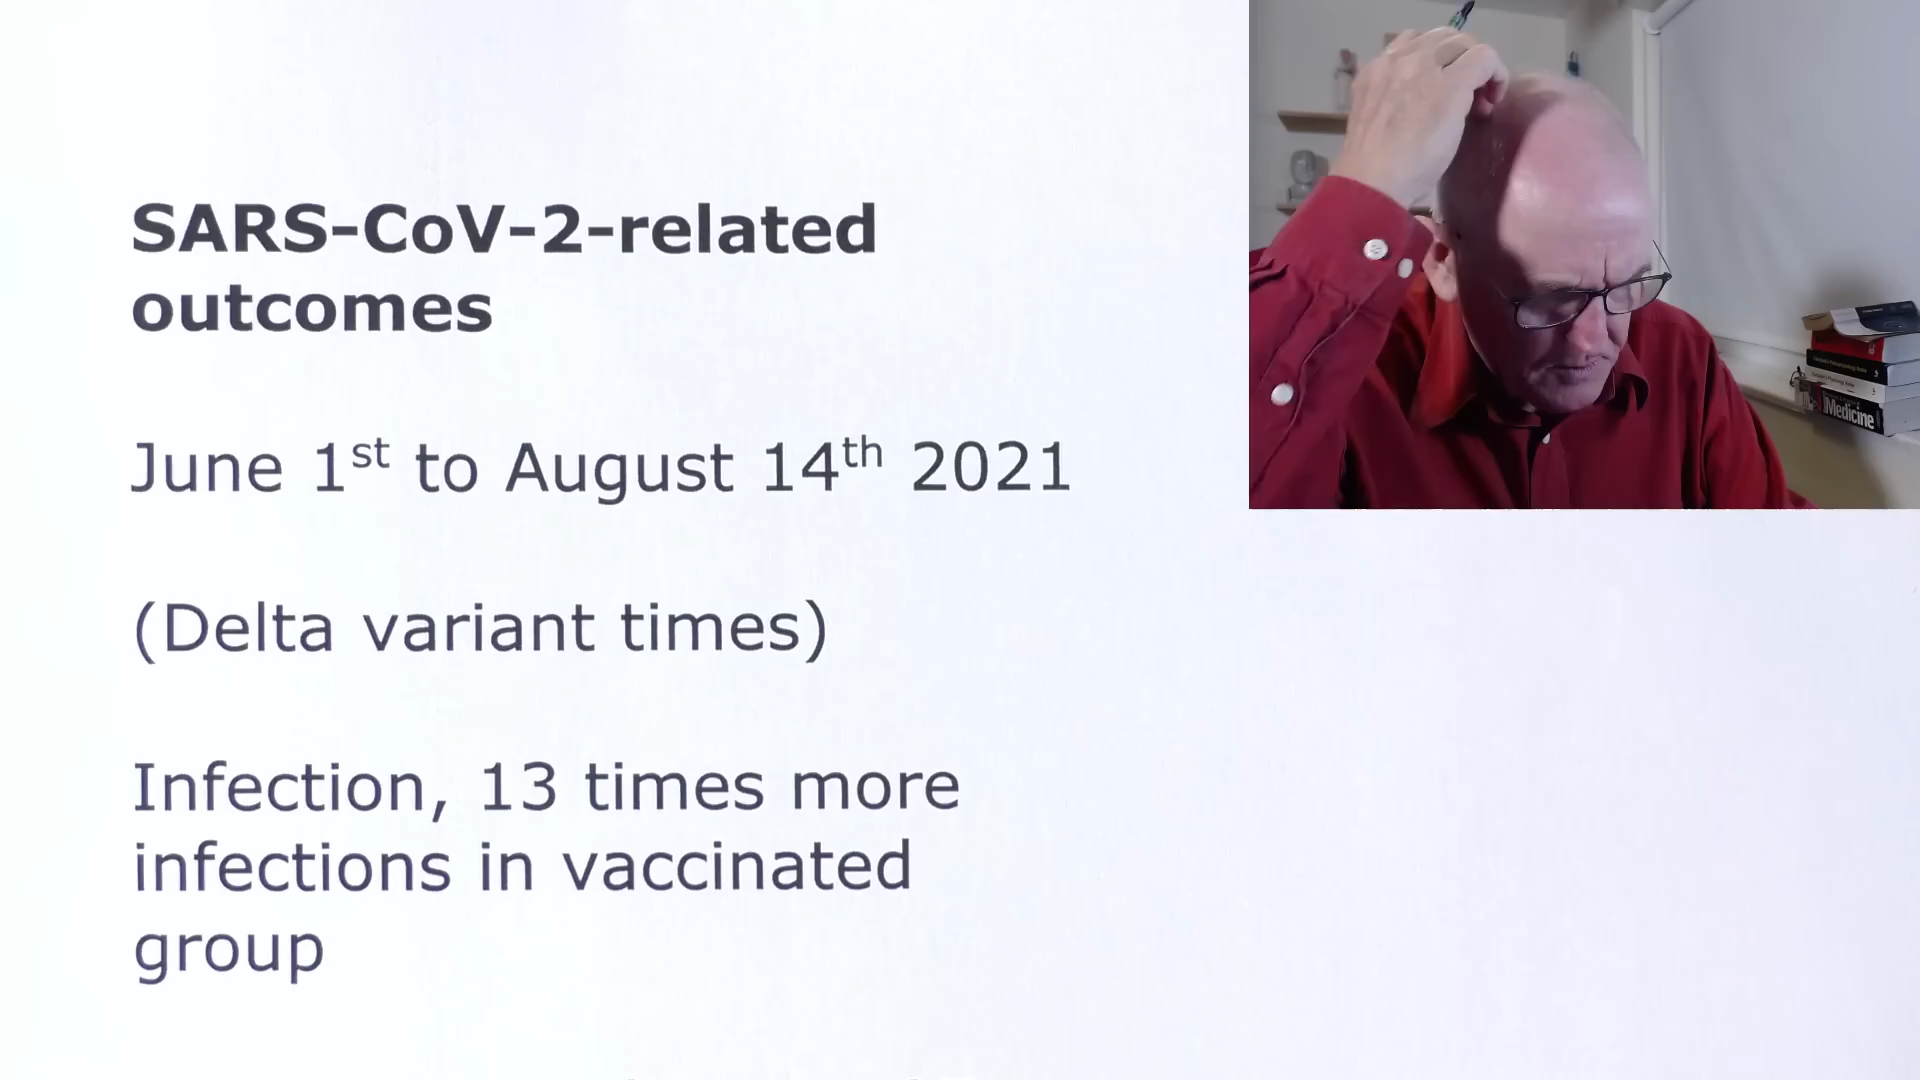 SARS-CoV-2-related
outcomes
June 1st to August 14th 2021
(Delta variant times)
Infection, 13 times more
infections in vaccinated
group
Medicine